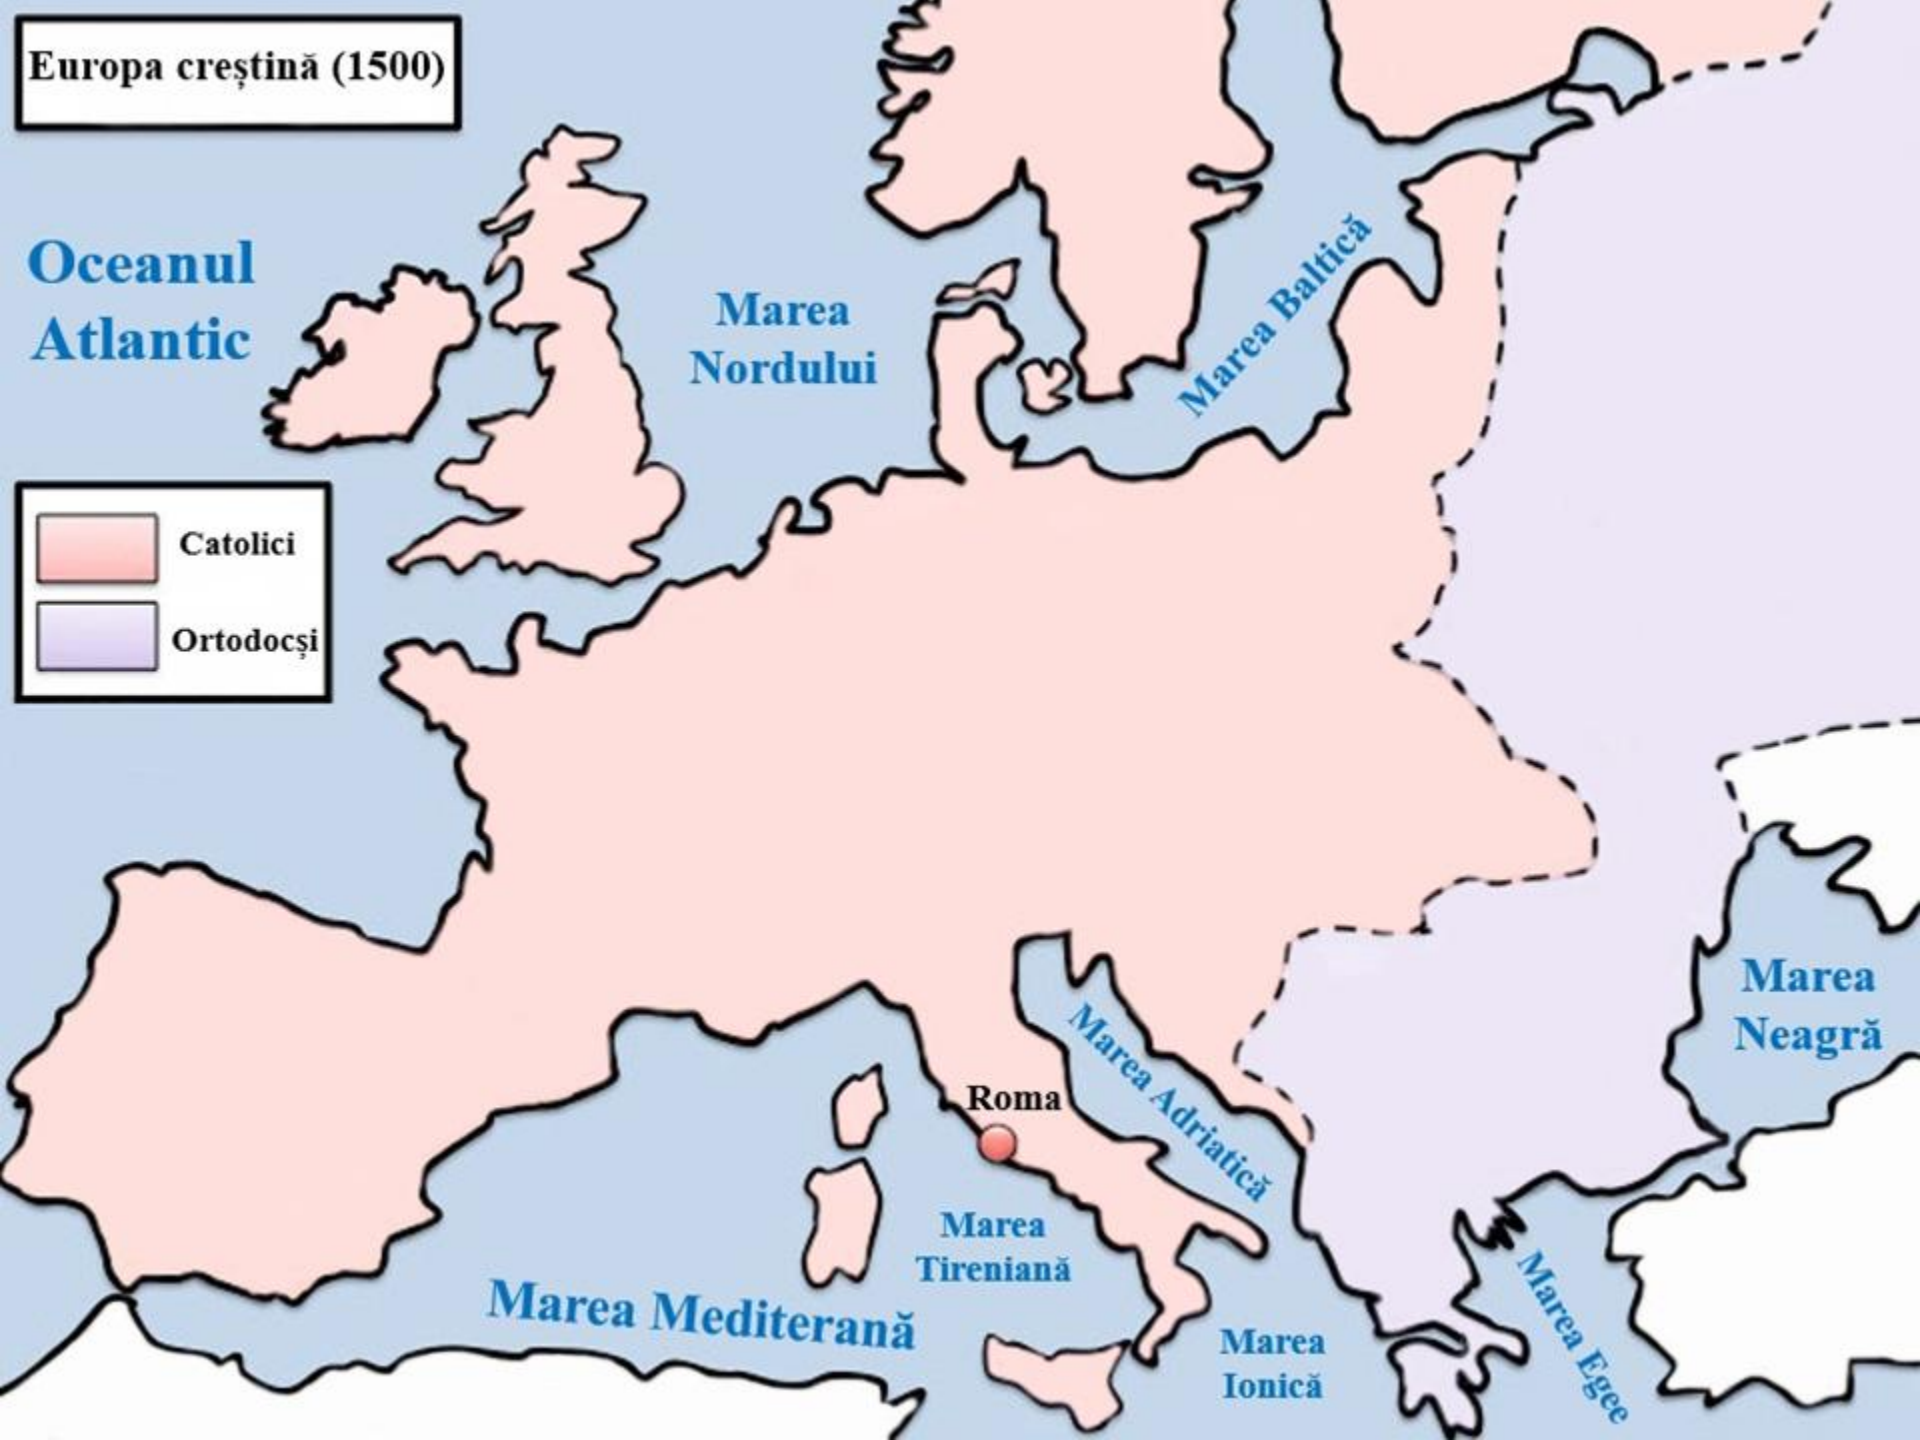 Europa creștină (1500)
Oceanul
Atlantic
Marea
Nordului
Marea Baltică
Catolici
Ortodocși
Marea
Neagră
Marea Adriatică
Roma
Marea
Tireniană
Marea Mediterană
Marea
Ionică
Marea Egee